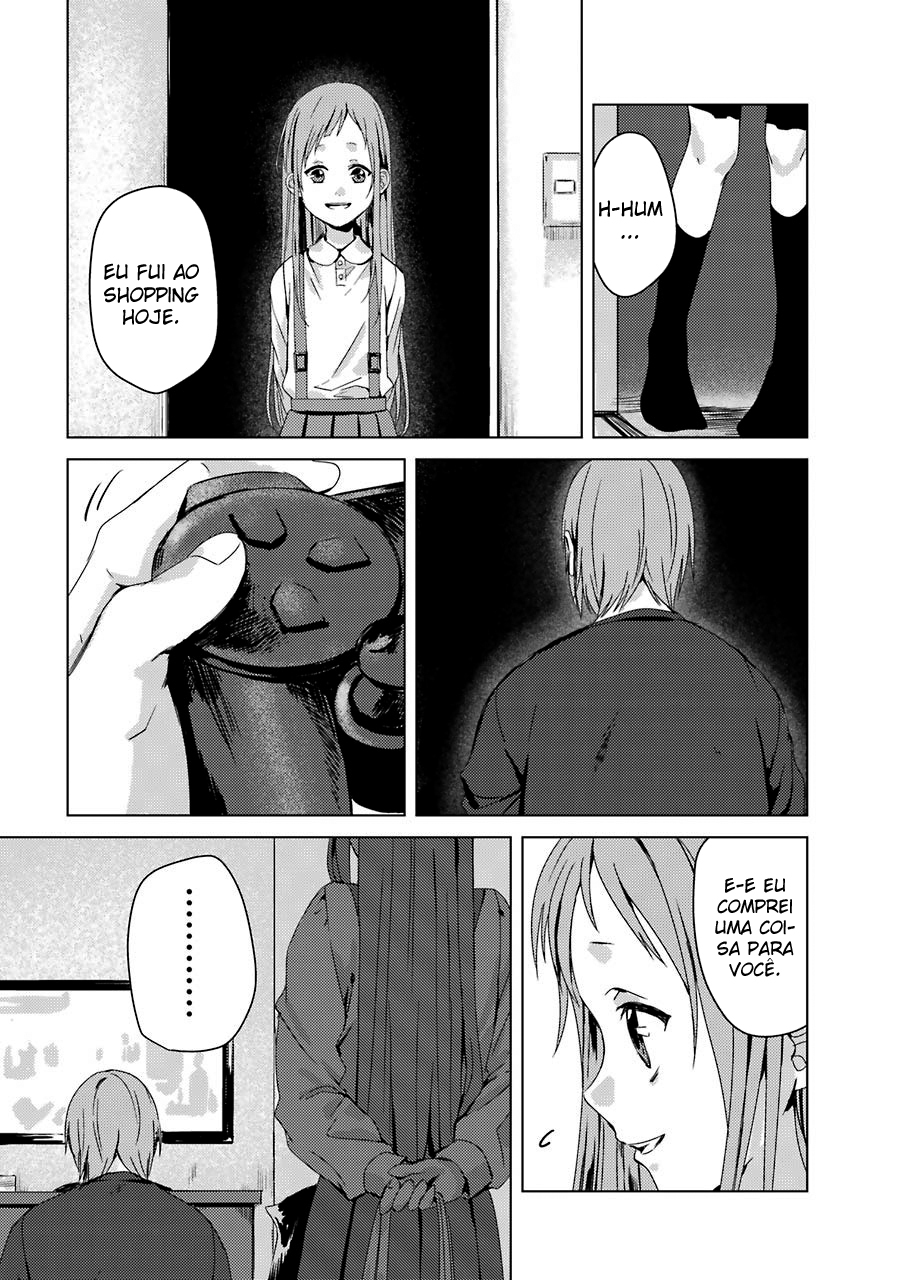 H-HUM
...
EU FUI AO
SHOPPING
HOJE.
E-E EU
COMPREI
UMA COI-
SA PARA
VOCÊ.
.........